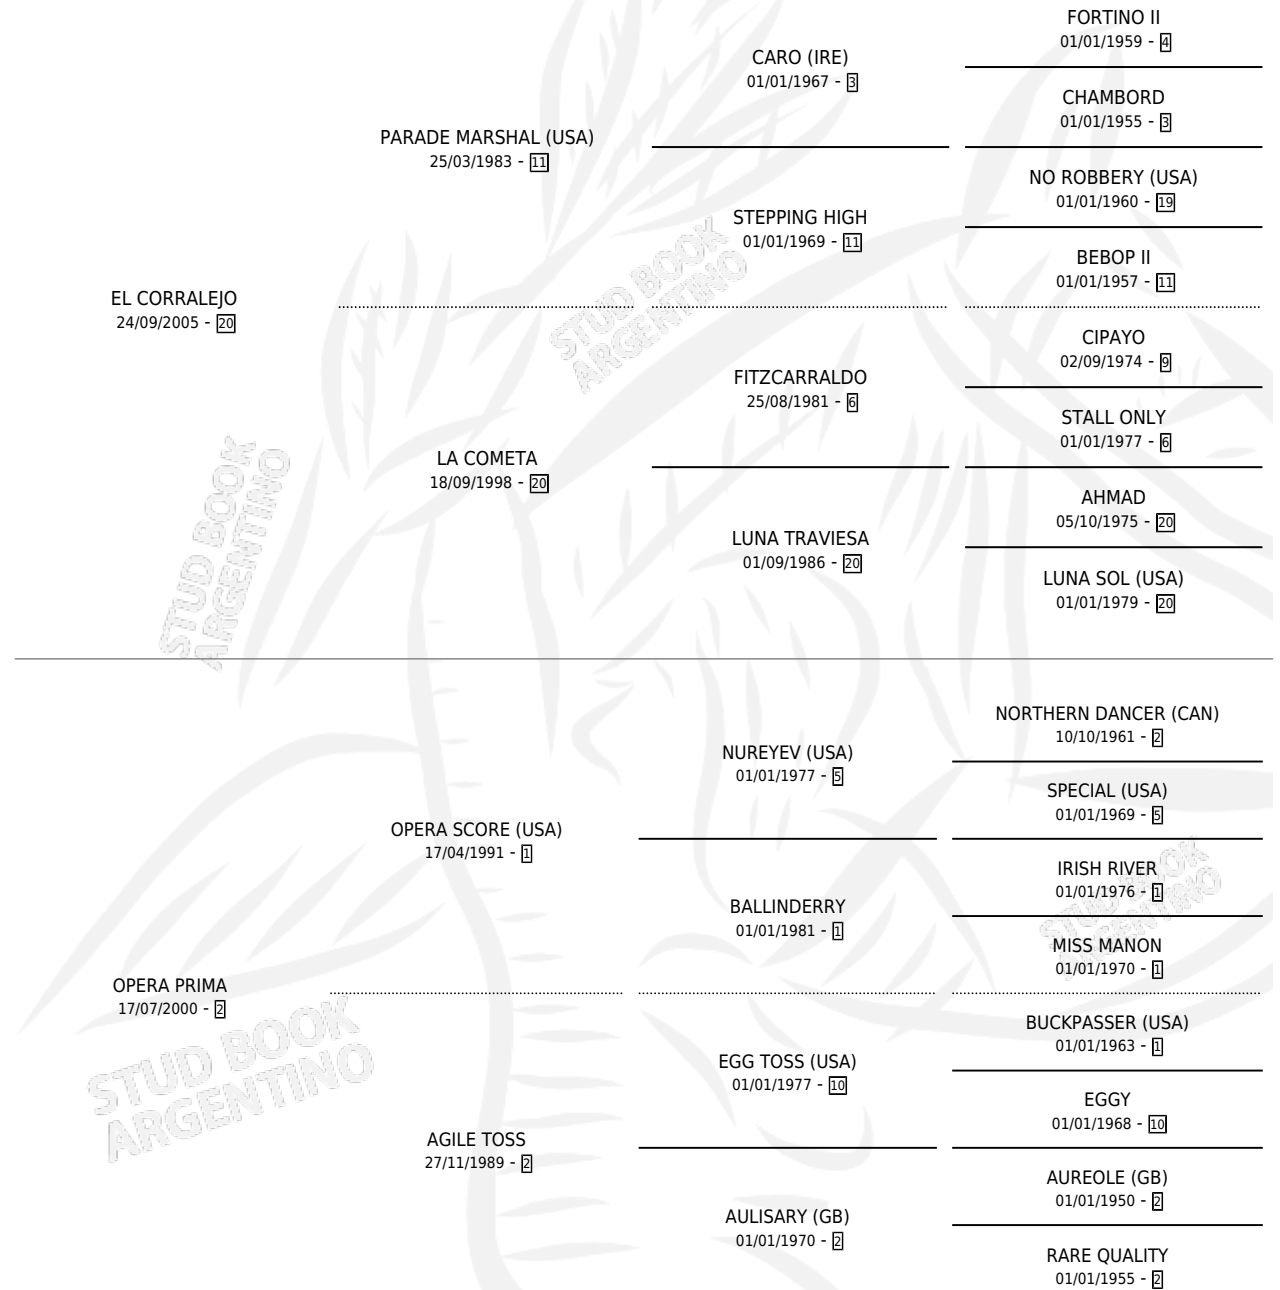 FORTINO II
01/01/1959 - 4
CARO (IRE)
01/01/1967 - 3
CHAMBORD
01/01/1955 - 3
PARADE MARSHAL (USA)
25/03/1983 - 11
NO ROBBERY (USA)
01/01/1960 - 19
STEPPING HIGH
01/01/1969 - 11
BEBOP II
01/01/1957 - 11
EL CORRALEJO
24/09/2005 - 20
CIPAYO
02/09/1974 - 9
FITZCARRALDO
25/08/1981 - 6
STALL ONLY
01/01/1977 - 6
LA COMETA
18/09/1998 - 20
AHMAD
05/10/1975 - 20
LUNA TRAVIESA
01/09/1986 - 20
LUNA SOL (USA)
01/01/1979 - 20
STUD BOOK
ARGENTINO
STUD BOOK
ARGENTINO
NORTHERN DANCER (CAN)
10/10/1961 - 2
NUREYEV (USA)
01/01/1977 - 5
SPECIAL (USA)
01/01/1969 - 5
OPERA SCORE (USA)
17/04/1991 - 1
IRISH RIVER
01/01/1976 - 1
BALLINDERRY
01/01/1981 - 1
MISS MANON
01/01/1970 - 1
OPERA PRIMA
17/07/2000 - 2
BUCKPASSER (USA)
01/01/1963 - 1
EGG TOSS (USA)
01/01/1977 - 10
EGGY
01/01/1968 - 10
AGILE TOSS
27/11/1989 - 2
AUREOLE (GB)
01/01/1950 - 2
AULISARY (GB)
01/01/1970 - 2
RARE QUALITY
01/01/1955 - 2
STUD BOOK
ARGENTINO
STUD BOOK
ARGENTINO